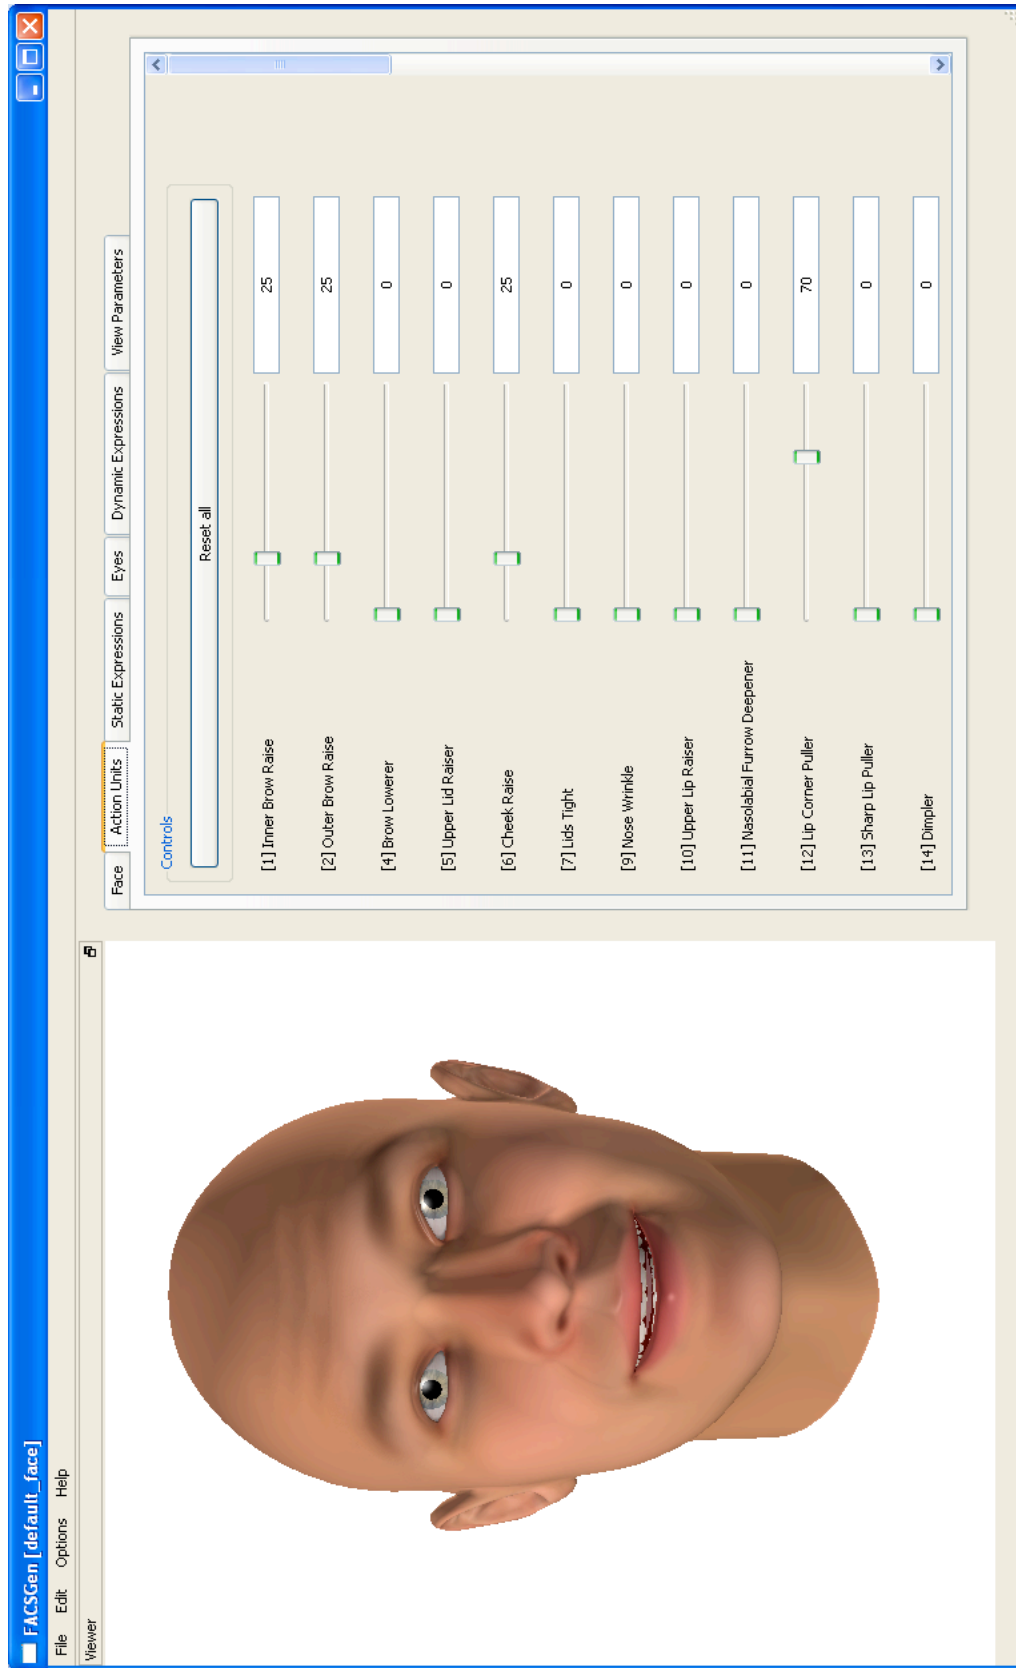 FACSGen [default_face]
File Edit Options Help
Viewer
Face Action Units Static Expressions Eyes Dynamic Expressions View Parameters
Controls
Reset all
[1] Inner Brow Raise 25
[2] Outer Brow Raise 25
[4] Brow Lowerer 0
[5] Upper Lid Raiser 0
[6] Cheek Raise 25
[7] Lids Tight 0
[9] Nose Wrinkle 0
[10] Upper Lip Raiser 0
[11] Nasolabial Furrow Deepener 0
[12] Lip Corner Puller 70
[13] Sharp Lip Puller 0
[14] Dimpler 0